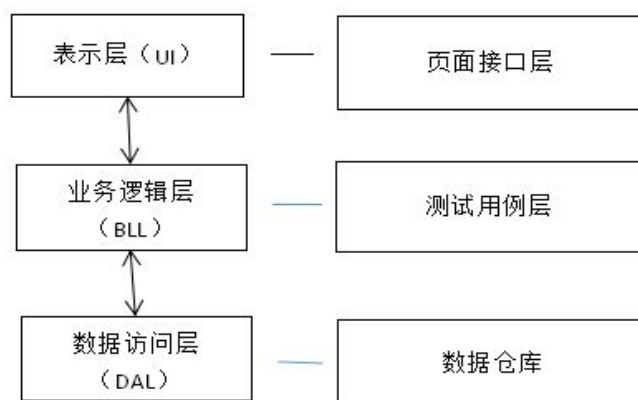 表示层（UI）
页面接口层
业务逻辑层
（BLL）
测试用例层
数据访问层
（DAL）
数据仓库